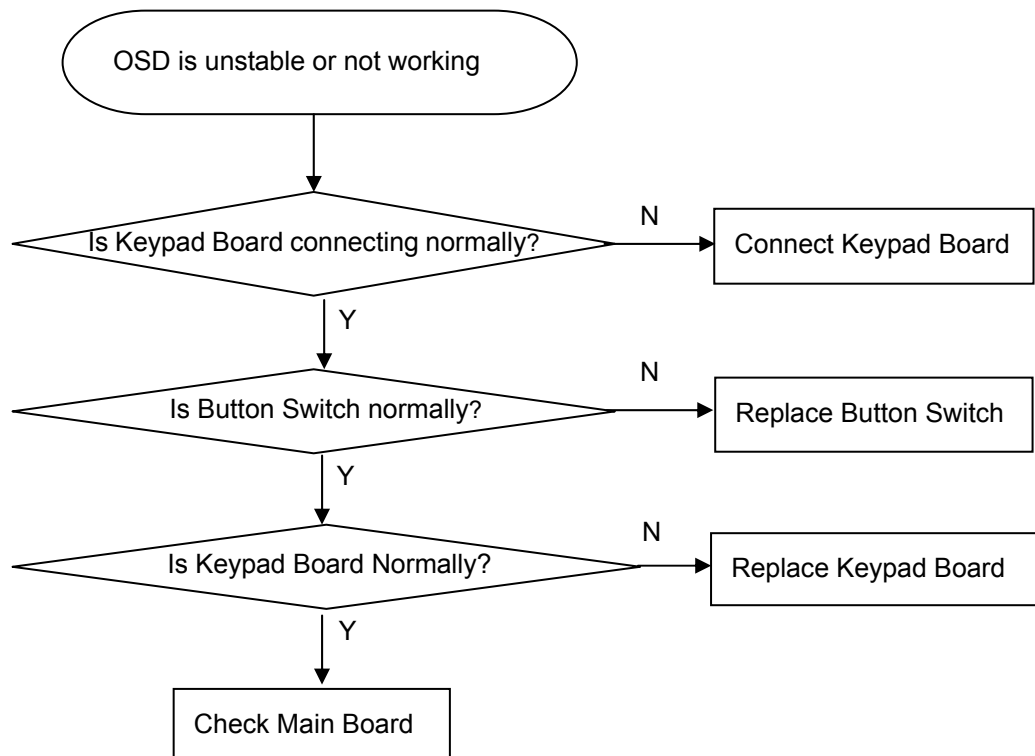 OSD is unstable or not working
Is Keypad Board connecting normally?
N
Connect Keypad Board
Y
Is Button Switch normally?
N
Replace Button Switch
Y
Is Keypad Board Normally?
N
Replace Keypad Board
Y
Check Main Board